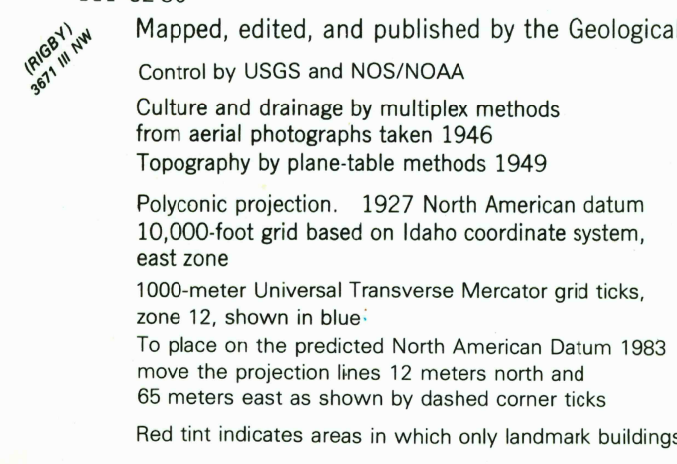 (RIGBY)
3671 III NW
Mapped, edited, and published by the Geological
Control by USGS and NOS/NOAA
Culture and drainage by multiplex methods
from aerial photographs taken 1946
Topography by plane-table methods 1949
Polyconic projection. 1927 North American datum
10,000-foot grid based on Idaho coordinate system,
east zone
1000-meter Universal Transverse Mercator grid ticks,
zone 12, shown in blue
To place on the predicted North American Datum 1983
move the projection lines 12 meters north and
65 meters east as shown by dashed corner ticks
Red tint indicates areas in which only landmark buildings